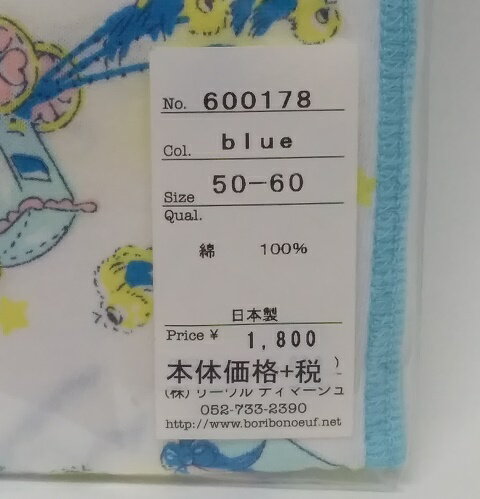 No. 600178
Col. blue
Size 50-60
Qual.
綿 100%
日本製
Price ¥ 1,800
本体価格+税
052-733-2390
http://www.boribonoeuf.net